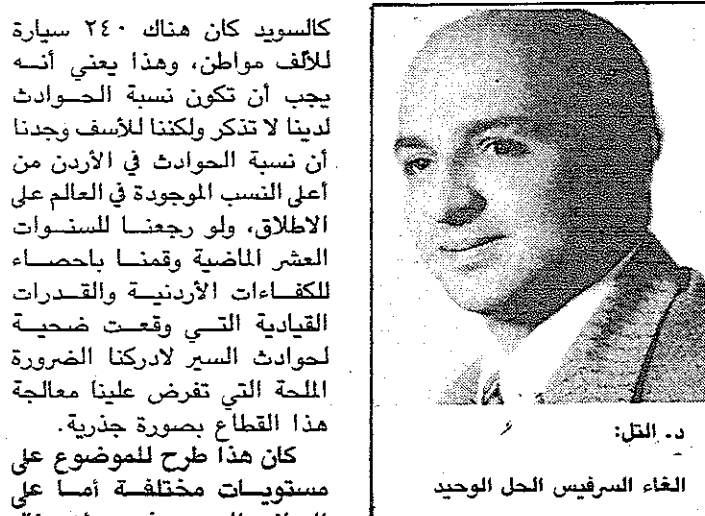 كالسويد كان هناك ٢٤٠ سيارة
للألف مواطن، وهذا يعني أنه
يجب أن تكون نسبة الحوادث
لدينا لا تذكر ولكننا للأسف وجدنا
أن نسبة الحوادث في الأردن من
أعلى النسب الموجودة في العالم على
الاطلاق، ولو رجعنا للسنوات
العشر الماضية وقمنا باحصاء
للكفاءات الأردنية والقدرات
القيادية التي وقعت ضحية
لحوادث السير لادركنا الضرورة
الملحة التي تفرض علينا معالجة
هذا القطاع بصورة جذرية.
كان هذا طرح للموضوع على
مستويات مختلفة أما على
د. التل:
الغاء السرفيس الحل الوحيد